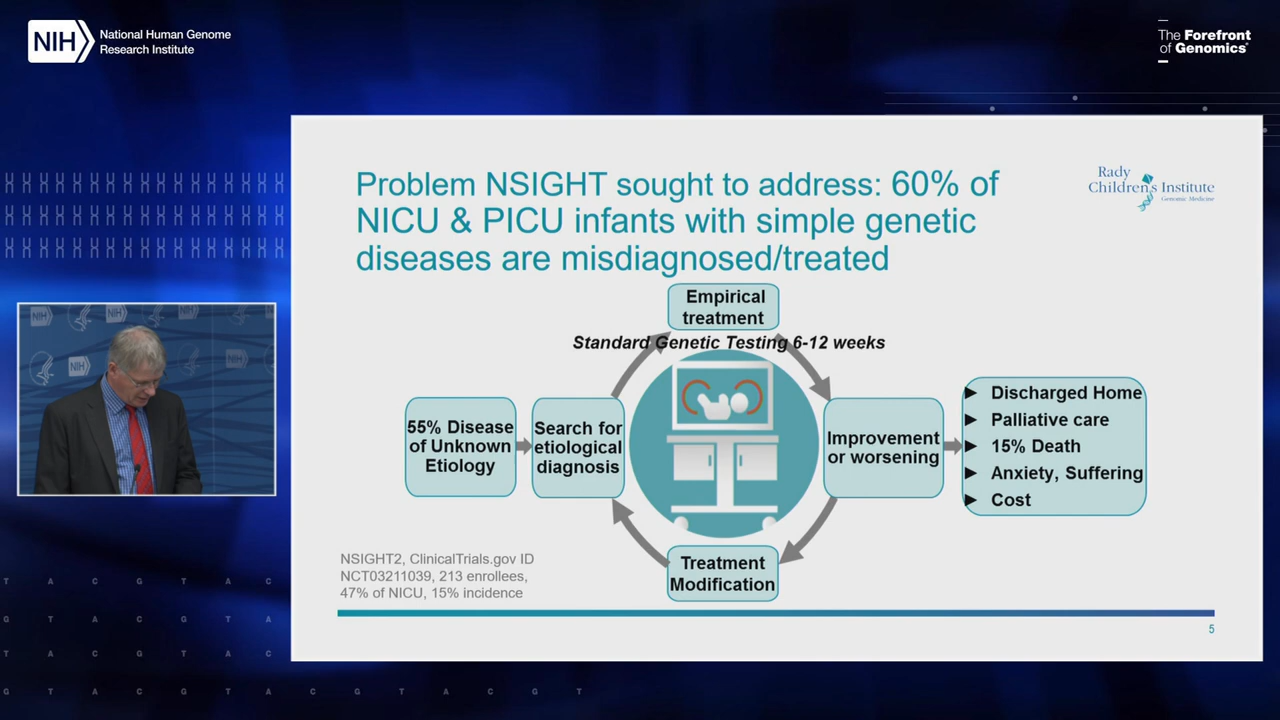 NIH
National Human Genome
Research Institute
The Forefront
of Genomics®
Problem NSIGHT sought to address: 60% of
NICU & PICU infants with simple genetic
diseases are misdiagnosed/treated
Rady
Children's Institute
Genomic Medicine
Empirical
treatment
Standard Genetic Testing 6-12 weeks
55% Disease
of Unknown
Etiology
Search for
etiological
diagnosis
Improvement
or worsening
► Discharged Home
► Palliative care
► 15% Death
► Anxiety, Suffering
► Cost
Treatment
Modification
NSIGHT2, ClinicalTrials.gov ID
NCT03211039, 213 enrollees,
47% of NICU, 15% incidence
5
NIH
NIH
NIH
NIH
T A C G T A C
G T A C G T A
T A C G T A C
G T A C G T A C G T A C G T